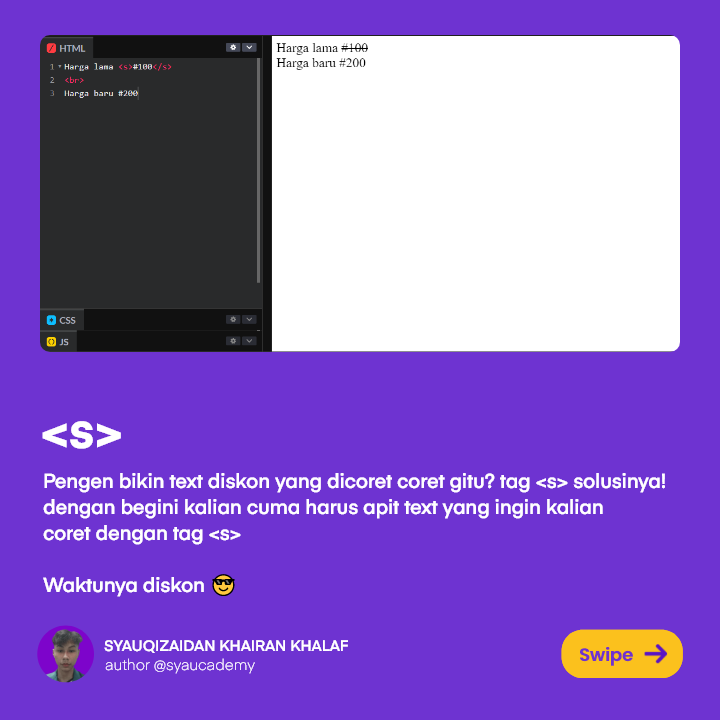 HTML
1 Harga lama <s>#100</s>
2 <br>
3 Harga baru #200
CSS
JS
Harga lama #100
Harga baru #200
<s>
Pengen bikin text diskon yang dicoret coret gitu? tag <s> solusinya!
dengan begini kalian cuma harus apit text yang ingin kalian
coret dengan tag <s>
Waktunya diskon 😎
SYAUQIZAIDAN KHAIRAN KHALAF
author @syaucademy
Swipe →